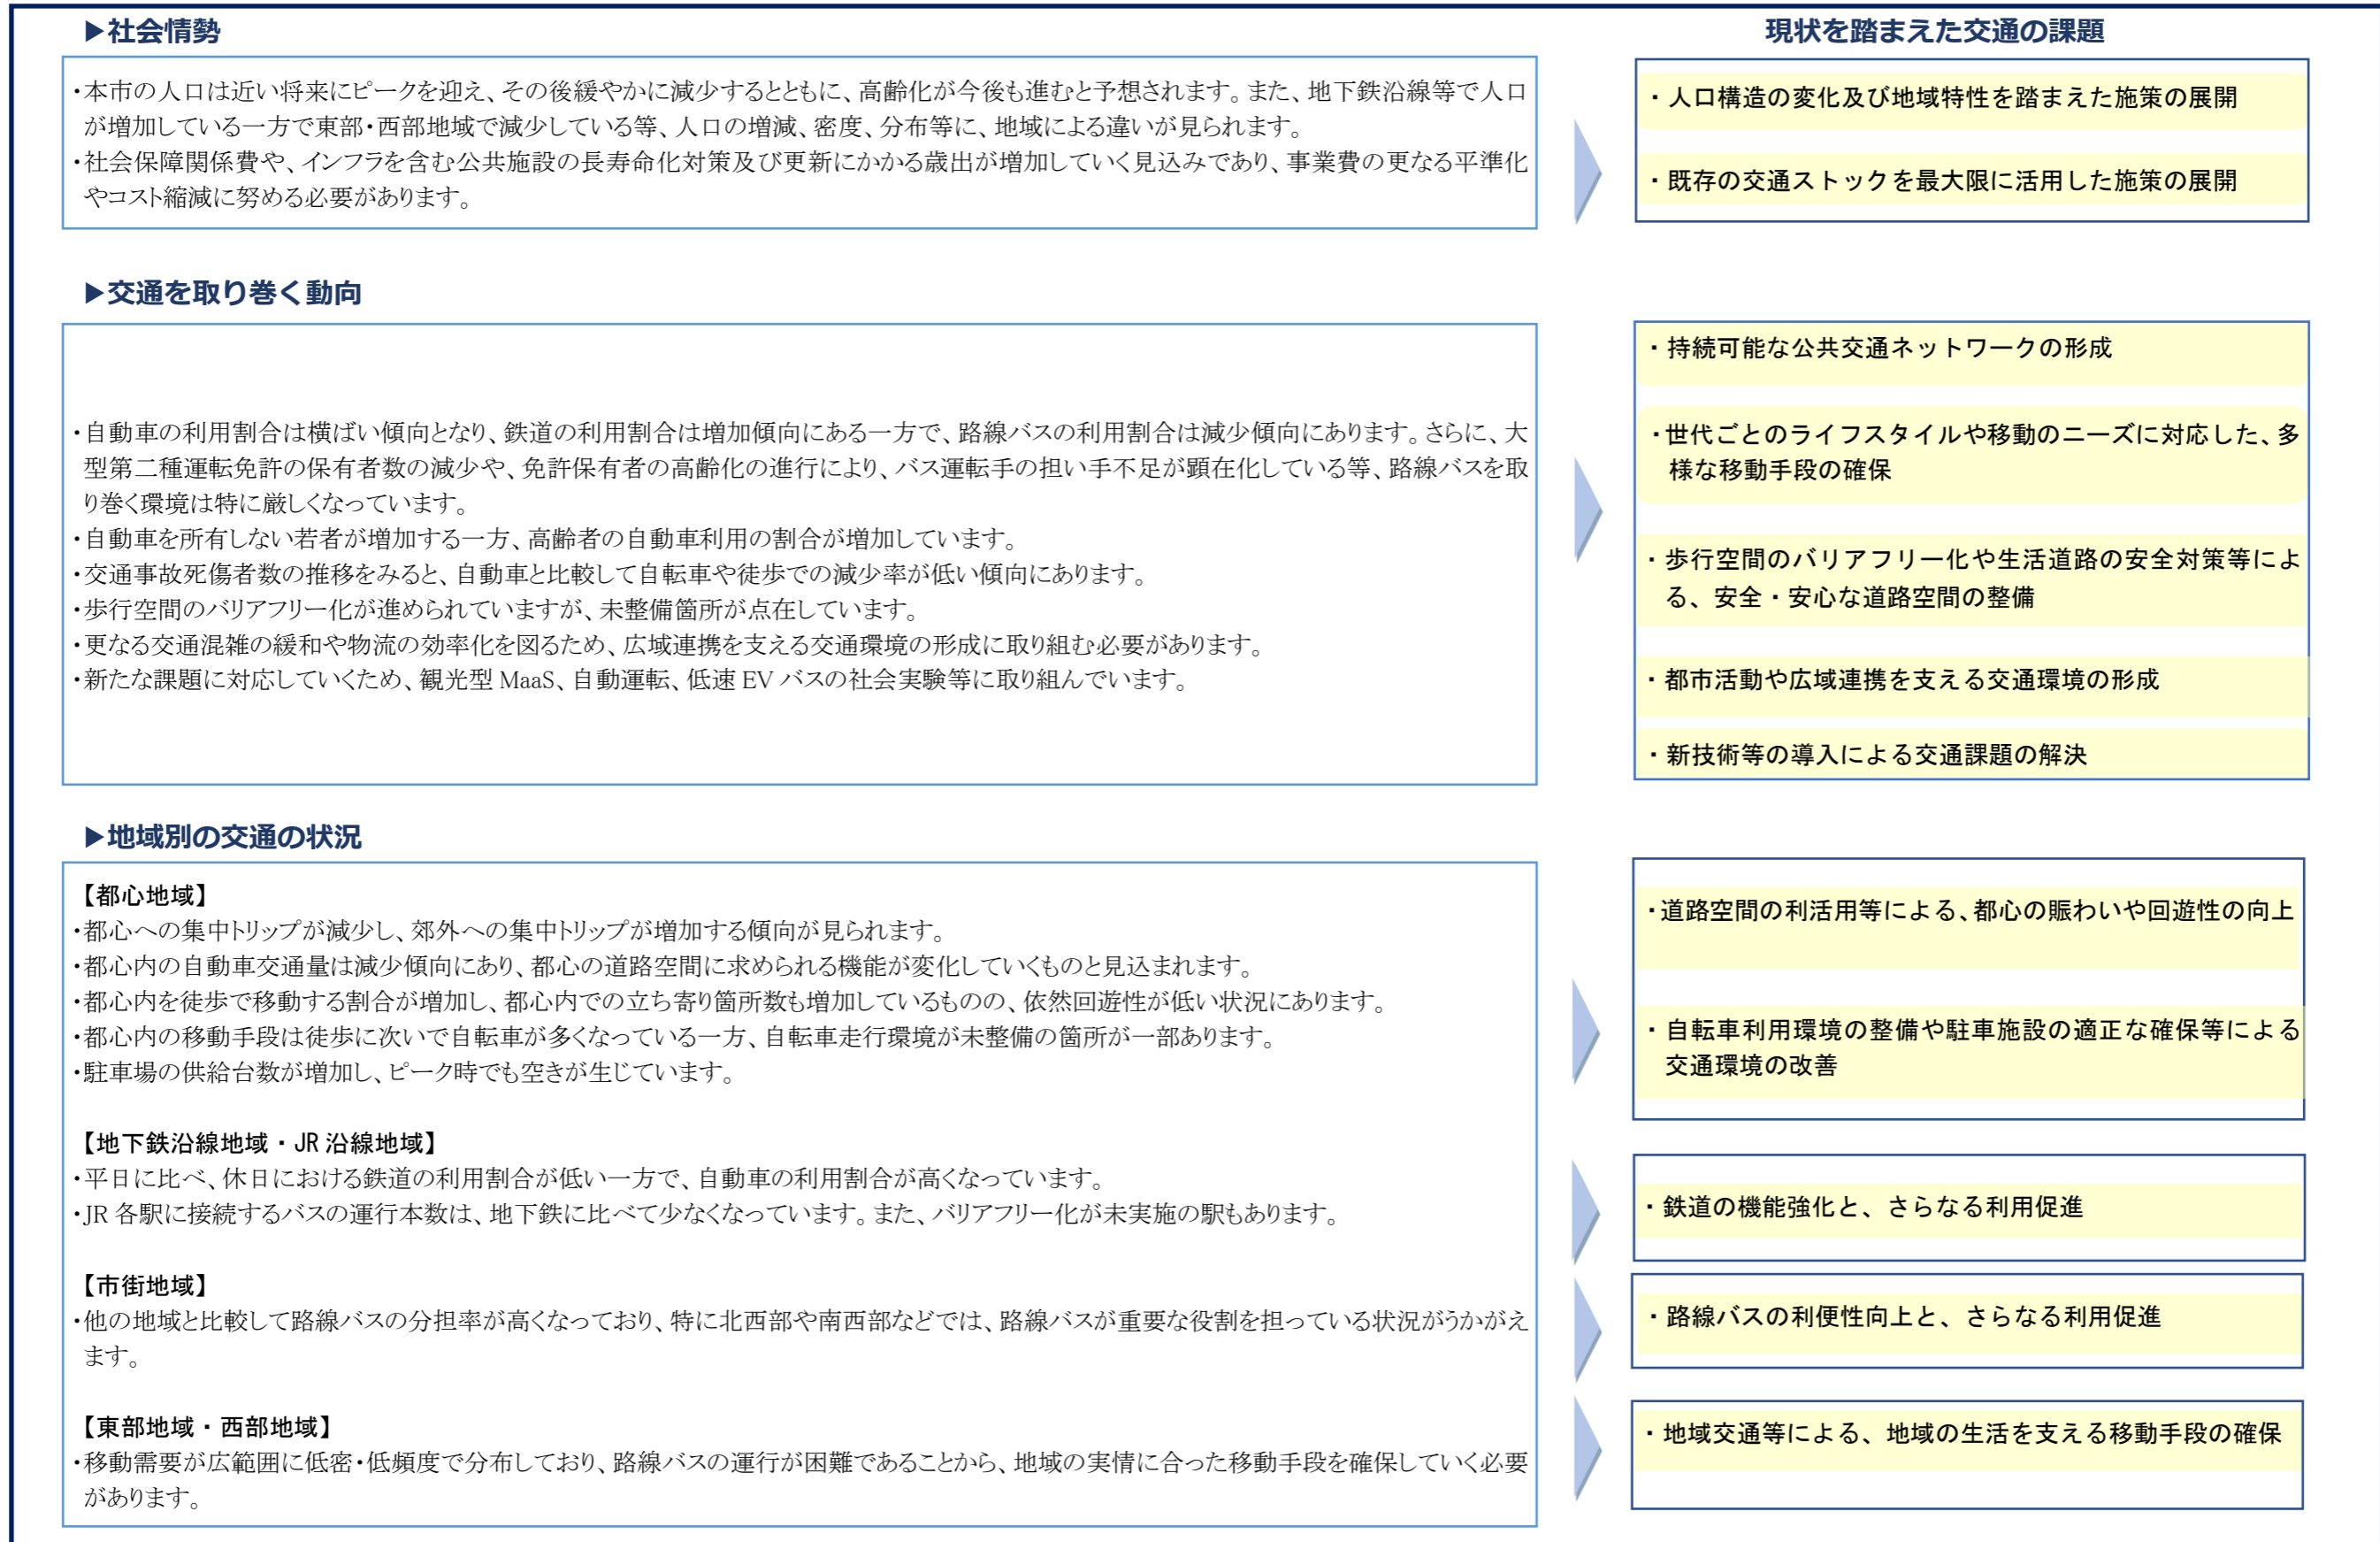 ▶社会情勢
・本市の人口は近い将来にピークを迎え、その後緩やかに減少するとともに、高齢化が今後も進むと予想されます。また、地下鉄沿線等で人口
が増加している一方で東部・西部地域で減少している等、人口の増減、密度、分布等に、地域による違いが見られます。
・社会保障関係費や、インフラを含む公共施設の長寿命化対策及び更新にかかる歳出が増加していく見込みであり、事業費の更なる平準化
やコスト縮減に努める必要があります。
現状を踏まえた交通の課題
・人口構造の変化及び地域特性を踏まえた施策の展開
・既存の交通ストックを最大限に活用した施策の展開
▶交通を取り巻く動向
・自動車の利用割合は横ばい傾向となり、鉄道の利用割合は増加傾向にある一方で、路線バスの利用割合は減少傾向にあります。さらに、大
型第二種運転免許の保有者数の減少や、免許保有者の高齢化の進行により、バス運転手の担い手不足が顕在化している等、路線バスを取
り巻く環境は特に厳しくなっています。
・自動車を所有しない若者が増加する一方、高齢者の自動車利用の割合が増加しています。
・交通事故死傷者数の推移をみると、自動車と比較して自転車や徒歩での減少率が低い傾向にあります。
・歩行空間のバリアフリー化が進められていますが、未整備箇所が点在しています。
・更なる交通混雑の緩和や物流の効率化を図るため、広域連携を支える交通環境の形成に取り組む必要があります。
・新たな課題に対応していくため、観光型 MaaS、自動運転、低速 EV バスの社会実験等に取り組んでいます。
・持続可能な公共交通ネットワークの形成
・世代ごとのライフスタイルや移動のニーズに対応した、多
様な移動手段の確保
・歩行空間のバリアフリー化や生活道路の安全対策等によ
る、安全・安心な道路空間の整備
・都市活動や広域連携を支える交通環境の形成
・新技術等の導入による交通課題の解決
▶地域別の交通の状況
【都心地域】
・都心への集中トリップが減少し、郊外への集中トリップが増加する傾向が見られます。
・都心内の自動車交通量は減少傾向にあり、都心の道路空間に求められる機能が変化していくものと見込まれます。
・都心内を徒歩で移動する割合が増加し、都心内での立ち寄り箇所数も増加しているものの、依然回遊性が低い状況にあります。
・都心内の移動手段は徒歩に次いで自転車が多くなっている一方、自転車走行環境が未整備の箇所が一部あります。
・駐車場の供給台数が増加し、ピーク時でも空きが生じています。
・道路空間の利活用等による、都心の賑わいや回遊性の向上
・自転車利用環境の整備や駐車施設の適正な確保等による
交通環境の改善
【地下鉄沿線地域・JR 沿線地域】
・平日に比べ、休日における鉄道の利用割合が低い一方で、自動車の利用割合が高くなっています。
・JR 各駅に接続するバスの運行本数は、地下鉄に比べて少なくなっています。また、バリアフリー化が未実施の駅もあります。
・鉄道の機能強化と、さらなる利用促進
【市街地域】
・他の地域と比較して路線バスの分担率が高くなっており、特に北西部や南西部などでは、路線バスが重要な役割を担っている状況がうかがえ
ます。
・路線バスの利便性向上と、さらなる利用促進
【東部地域・西部地域】
・移動需要が広範囲に低密・低頻度で分布しており、路線バスの運行が困難であることから、地域の実情に合った移動手段を確保していく必要
があります。
・地域交通等による、地域の生活を支える移動手段の確保